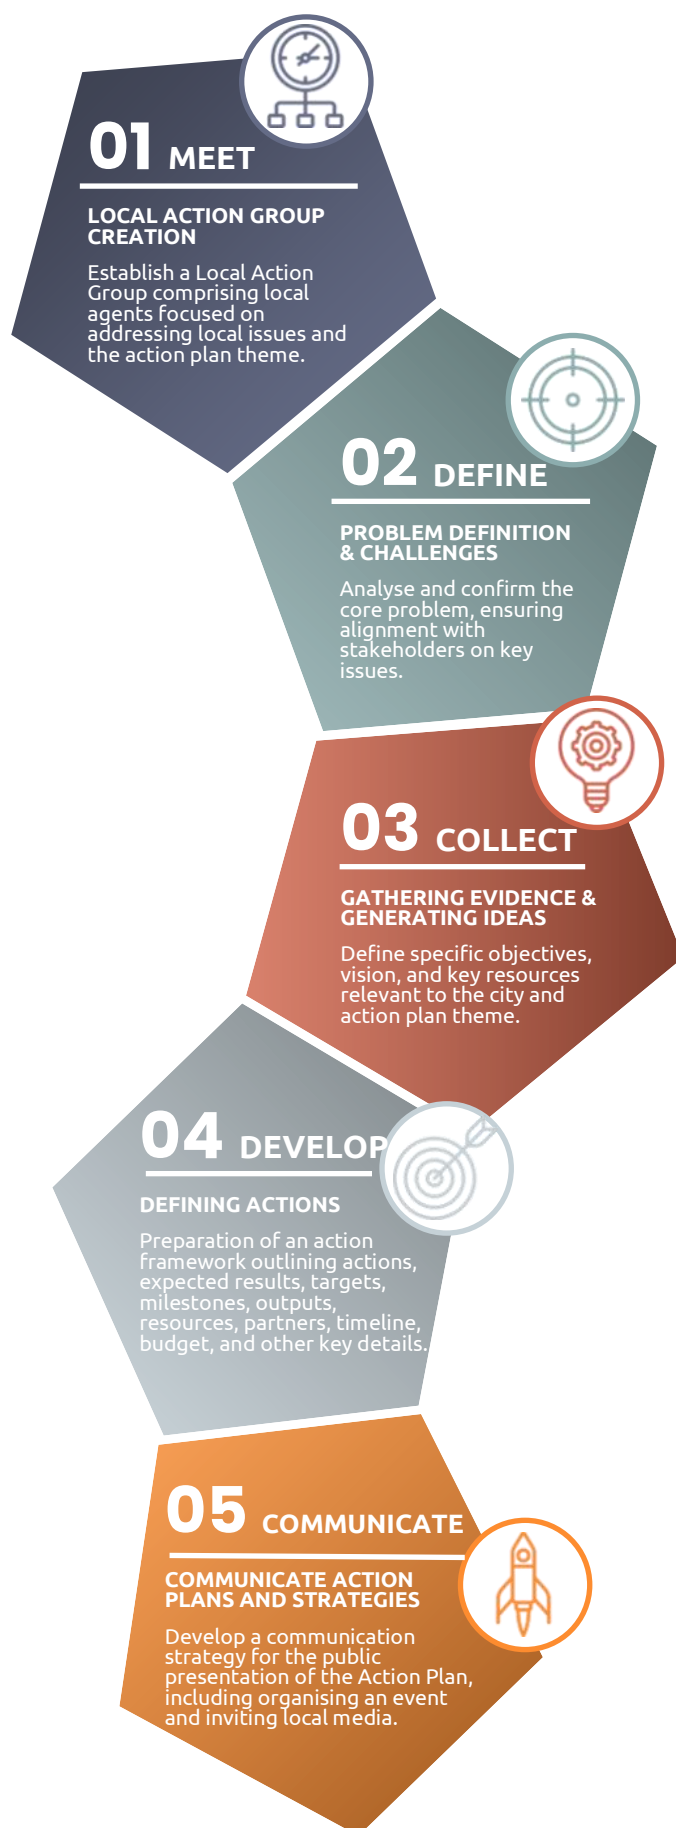 01 MEET
LOCAL ACTION GROUP
CREATION
Establish a Local Action
Group comprising local
agents focused on
addressing local issues and
the action plan theme.
02 DEFINE
PROBLEM DEFINITION
& CHALLENGES
Analyse and confirm the
core problem, ensuring
alignment with
stakeholders on key
issues.
03 COLLECT
GATHERING EVIDENCE &
GENERATING IDEAS
Define specific objectives,
vision, and key resources
relevant to the city and
action plan theme.
04 DEVELOP
DEFINING ACTIONS
Preparation of an action
framework outlining actions,
expected results, targets,
milestones, outputs,
resources, partners, timeline,
budget, and other key details.
05 COMMUNICATE
COMMUNICATE ACTION
PLANS AND STRATEGIES
Develop a communication
strategy for the public
presentation of the Action Plan,
including organising an event
and inviting local media.